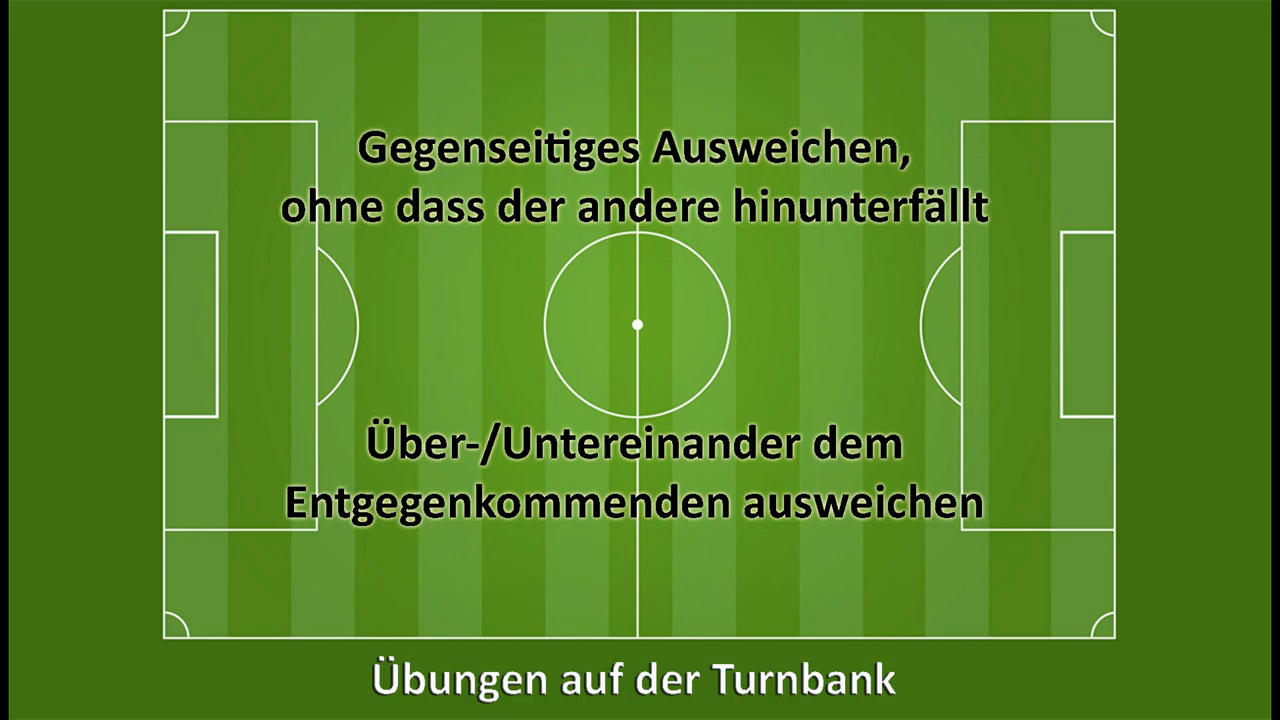 Gegenseitiges Ausweichen,
ohne dass der andere hinunterfällt
Über-/Untereinander dem
Entgegenkommenden ausweichen
Übungen auf der Turnbank